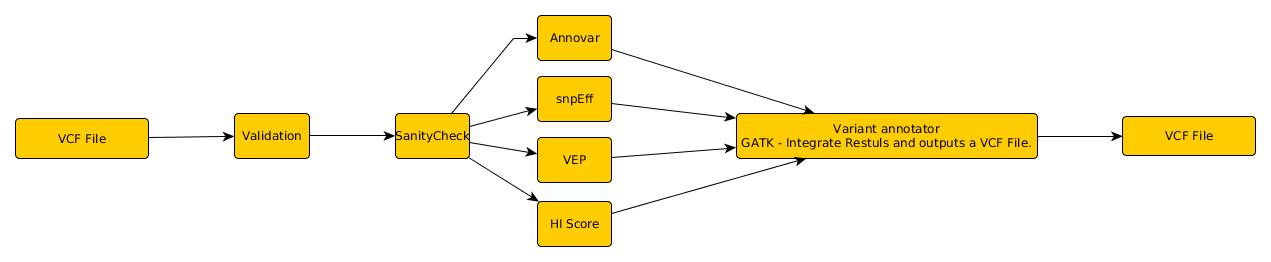 VCF File
Validation
SanityCheck
Annovar
snpEff
VEP
HI Score
Variant annotator
GATK - Integrate Restuls and outputs a VCF File.
VCF File